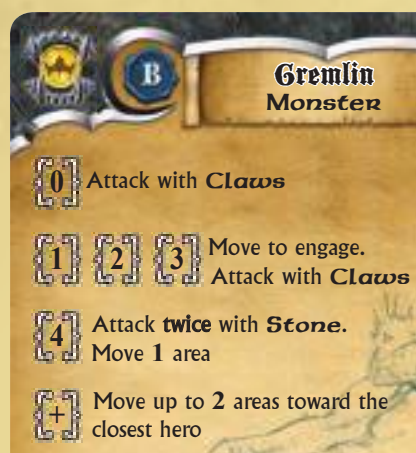 B
Gremlin
Monster
0 Attack with Claws
1 2 3 Move to engage.
Attack with Claws
4 Attack twice with Stone.
Move 1 area
+ Move up to 2 areas toward the
closest hero